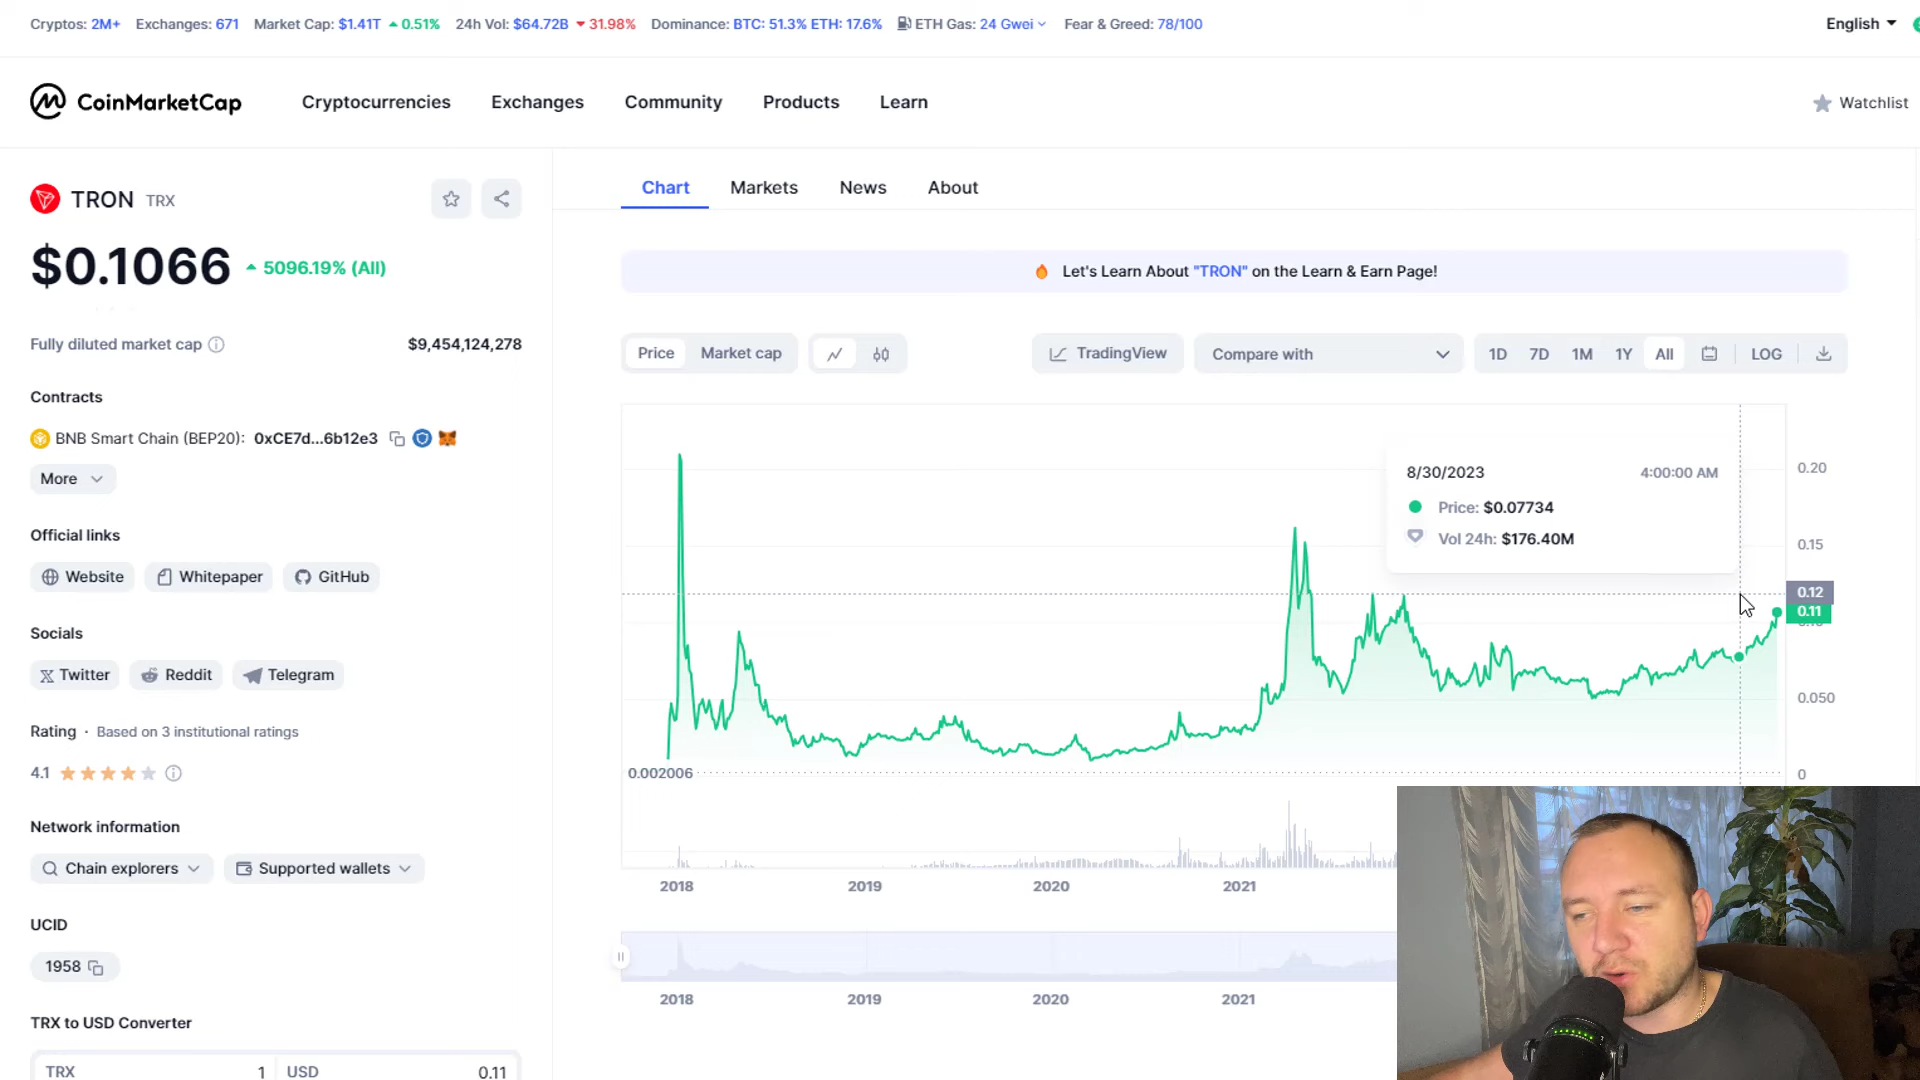 Cryptos: 2M+ Exchanges: 671 Market Cap: $1.41T 0.51% 24h Vol: $64.72B 31.98% Dominance: BTC: 51.3% ETH: 17.6% ETH Gas: 24 Gwei Fear & Greed: 78/100
English
CoinMarketCap
Cryptocurrencies Exchanges Community Products Learn
Watchlist
TRON TRX
$0.1066 5096.19% (All)
Fully diluted market cap $9,454,124,278
Contracts
BNB Smart Chain (BEP20): 0xCE7d...6b12e3
More
Official links
Website Whitepaper GitHub
Socials
Twitter Reddit Telegram
Rating · Based on 3 institutional ratings
4.1
Network information
Chain explorers Supported wallets
UCID
1958
TRX to USD Converter
TRX 1 USD 0.11
Chart Markets News About
Let's Learn About "TRON" on the Learn & Earn Page!
Price Market cap TradingView Compare with 1D 7D 1M 1Y All LOG
8/30/2023 4:00:00 AM
Price: $0.07734
Vol 24h: $176.40M
0.20
0.15
0.12
0.11
0.050
0
0.002006
2018 2019 2020 2021
2018 2019 2020 2021